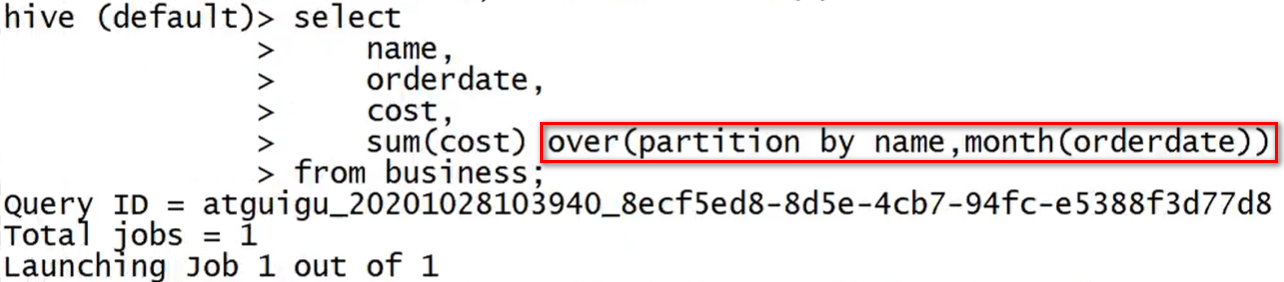 hive (default)> select
> name,
> orderdate,
> cost,
> sum(cost) over(partition by name,month(orderdate))
> from business;
Query ID = atguigu_20201028103940_8ecf5ed8-8d5e-4cb7-94fc-e5388f3d77d8
Total jobs = 1
Launching Job 1 out of 1